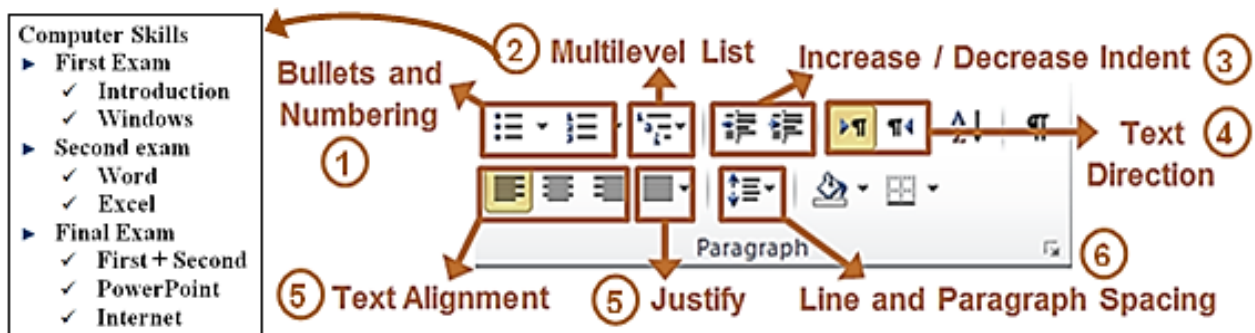 Computer Skills
► First Exam
✓ Introduction
✓ Windows
► Second exam
✓ Word
✓ Excel
► Final Exam
✓ First + Second
✓ PowerPoint
✓ Internet
② Multilevel List
Increase / Decrease Indent ③
Bullets and
Numbering
①
Text
Direction
④
Paragraph
⑥
⑤ Text Alignment
⑤ Justify
Line and Paragraph Spacing